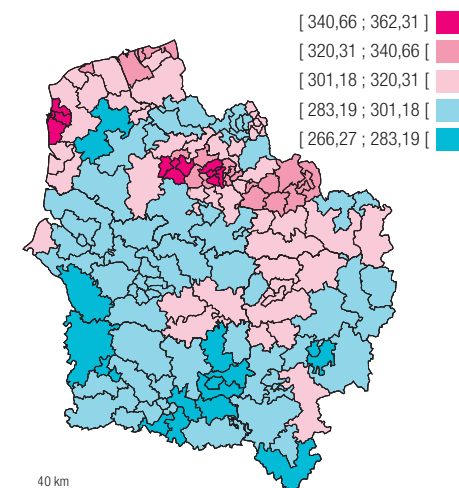 [ 340,66 ; 362,31 ]
[ 320,31 ; 340,66 [
[ 301,18 ; 320,31 [
[ 283,19 ; 301,18 [
[ 266,27 ; 283,19 [
40 km